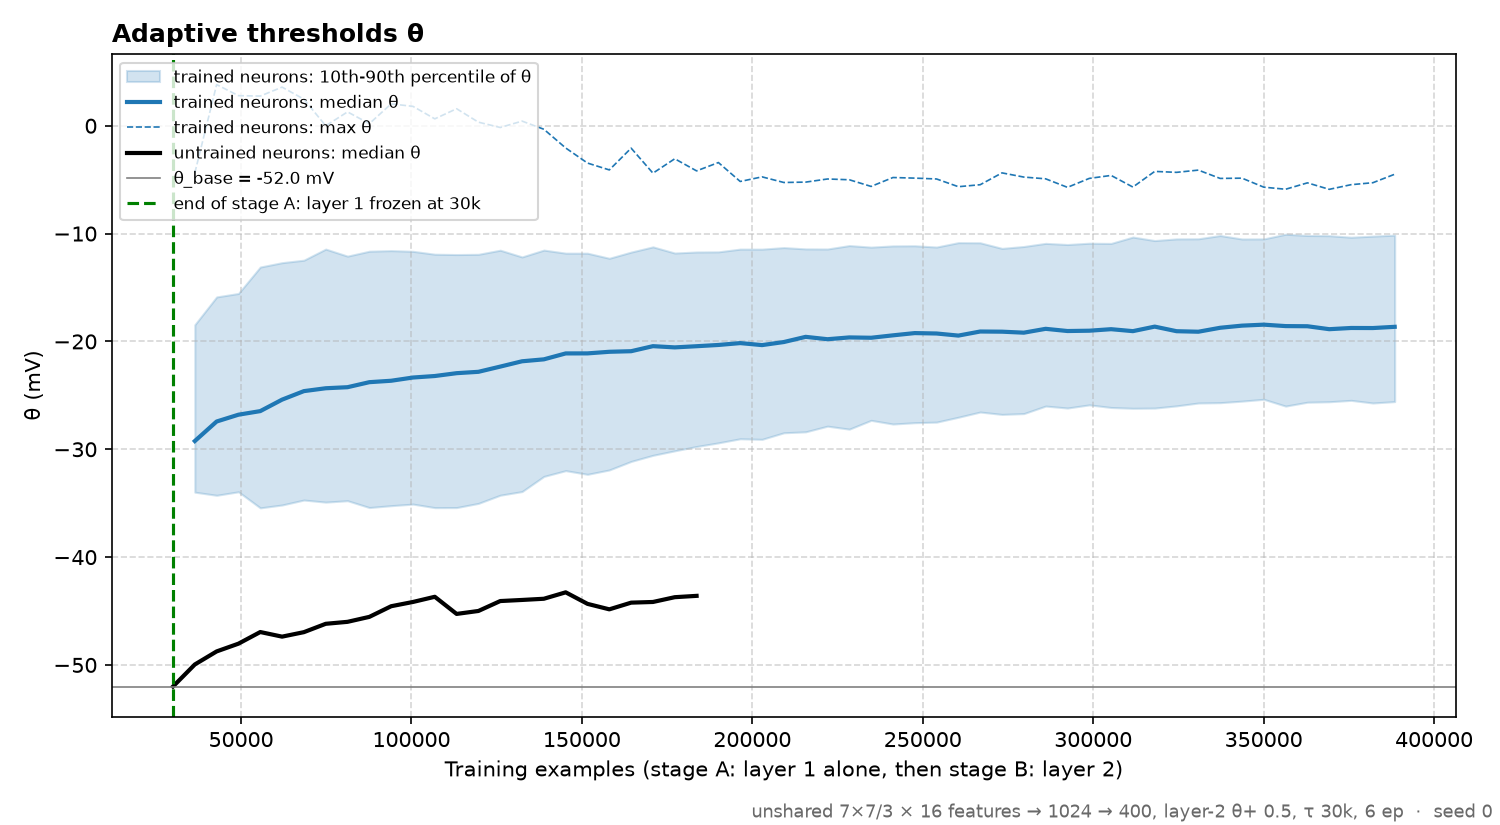 Adaptive thresholds θ
trained neurons: 10th-90th percentile of θ
trained neurons: median θ
trained neurons: max θ
untrained neurons: median θ
θ_base = -52.0 mV
end of stage A: layer 1 frozen at 30k
θ (mV)
0
−10
−20
−30
−40
−50
50000
100000
150000
200000
250000
300000
350000
400000
Training examples (stage A: layer 1 alone, then stage B: layer 2)
unshared 7×7/3 × 16 features → 1024 → 400, layer-2 θ+ 0.5, τ 30k, 6 ep · seed 0